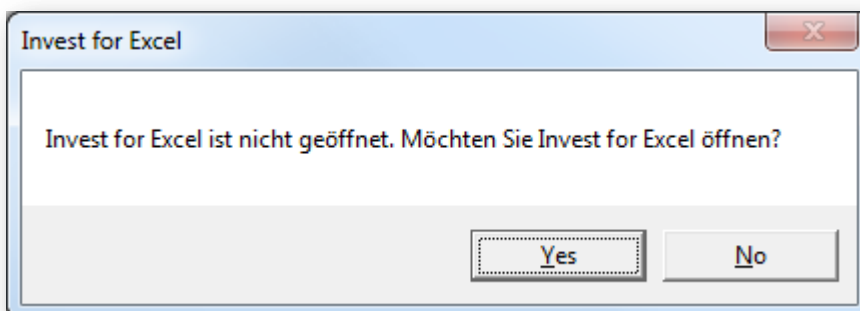 Invest for Excel
Invest for Excel ist nicht geöffnet. Möchten Sie Invest for Excel öffnen?
Yes No